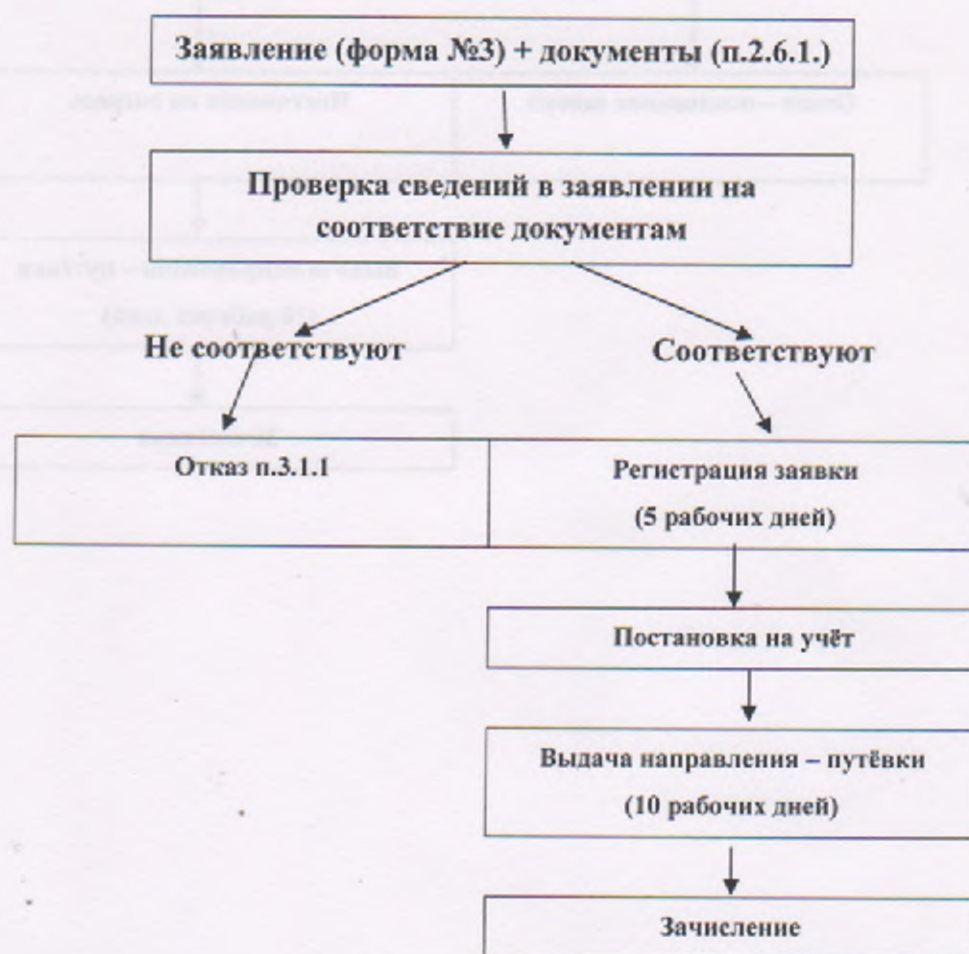 Заявление (форма №3) + документы (п.2.6.1.)
Проверка сведений в заявлении на
соответствие документам
Не соответствуют
Соответствуют
Отказ п.3.1.1
Регистрация заявки
(5 рабочих дней)
Постановка на учёт
Выдача направления – путёвки
(10 рабочих дней)
Зачисление